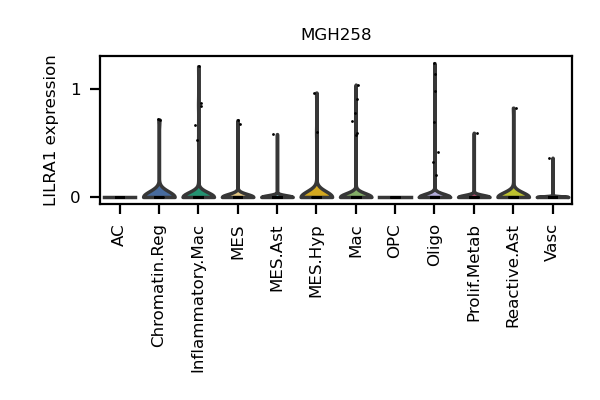 MGH258
LILRA1 expression
1
0
AC
Chromatin.Reg
Inflammatory.Mac
MES
MES.Ast
MES.Hyp
Mac
OPC
Oligo
Prolif.Metab
Reactive.Ast
Vasc